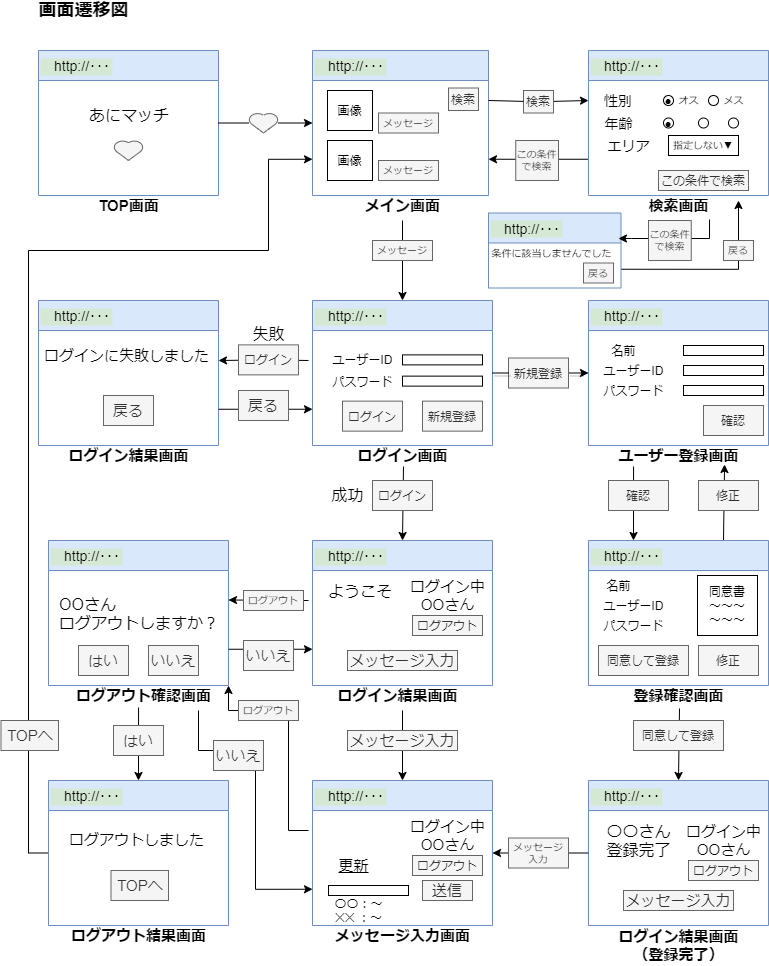 画面遷移図
http://･･･
あにマッチ
TOP画面
http://･･･
画像
検索
メッセージ
画像
メッセージ
メイン画面
検索
この条件
で検索
http://･･･
性別
オス
メス
年齢
エリア
指定しない▼
この条件で検索
検索画面
http://･･･
条件に該当しませんでした
戻る
この条件
で検索
戻る
メッセージ
http://･･･
ログインに失敗しました
戻る
ログイン結果画面
失敗
ログイン
戻る
http://･･･
ユーザーID
パスワード
ログイン
新規登録
ログイン画面
新規登録
http://･･･
名前
ユーザーID
パスワード
確認
ユーザー登録画面
成功
ログイン
確認
修正
http://･･･
〇〇さん
ログアウトしますか？
はい
いいえ
ログアウト確認画面
ログアウト
いいえ
http://･･･
ようこそ
ログイン中
〇〇さん
ログアウト
メッセージ入力
ログイン結果画面
http://･･･
名前
ユーザーID
パスワード
同意書
～～～
～～～
同意して登録
修正
登録確認画面
TOPへ
はい
いいえ
ログアウト
メッセージ入力
同意して登録
http://･･･
ログアウトしました
TOPへ
ログアウト結果画面
http://･･･
ログイン中
〇〇さん
ログアウト
更新
送信
〇〇：～
××：～
メッセージ入力画面
メッセージ
入力
http://･･･
〇〇さん
登録完了
ログイン中
〇〇さん
ログアウト
メッセージ入力
ログイン結果画面
（登録完了）